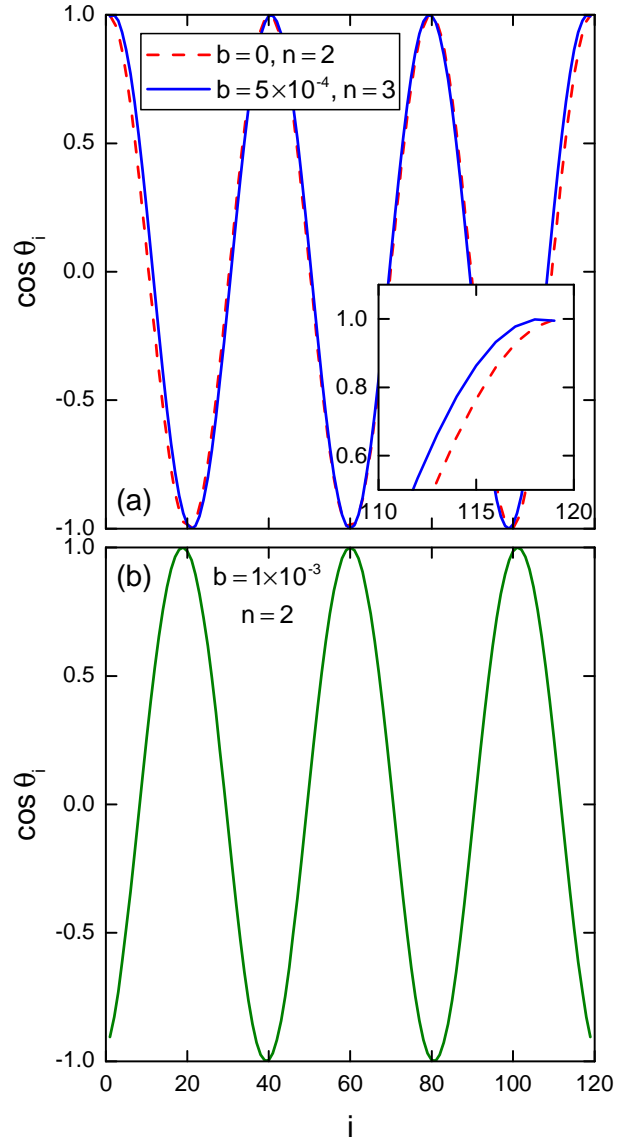 1.0
b = 0, n = 2
b = 5×10⁻⁴, n = 3
0.5
cos θᵢ
0.0
-0.5
-1.0
(a)
1.0
0.8
0.6
110 115 120
1.0
(b)
b = 1×10⁻³
n = 2
0.5
cos θᵢ
0.0
-0.5
-1.0
0 20 40 60 80 100 120
i